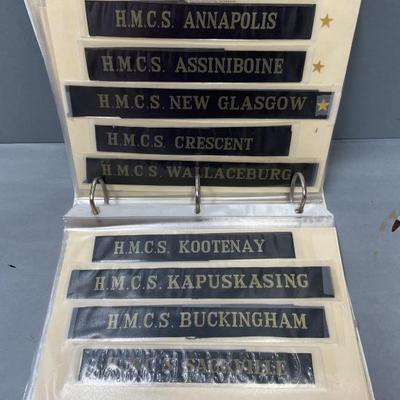 H.M.C.S. ANNAPOLIS
H.M.C.S. ASSINIBOINE
H.M.C.S. NEW GLASGOW
H.M.C.S. CRESCENT
H.M.C.S. WALLACEBURG
H.M.C.S. KOOTENAY
H.M.C.S. KAPUSKASING
H.M.C.S. BUCKINGHAM